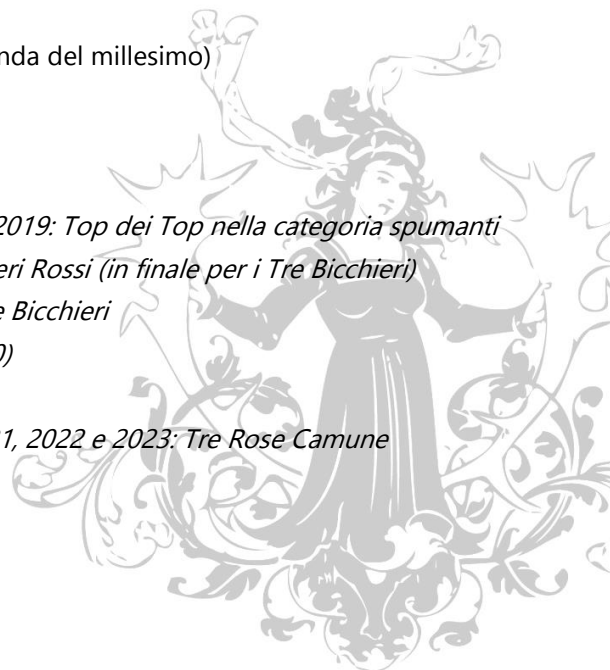 nda del millesimo)
2019: Top dei Top nella categoria spumanti
eri Rossi (in finale per i Tre Bicchieri)
e Bicchieri
0)
1, 2022 e 2023: Tre Rose Camune